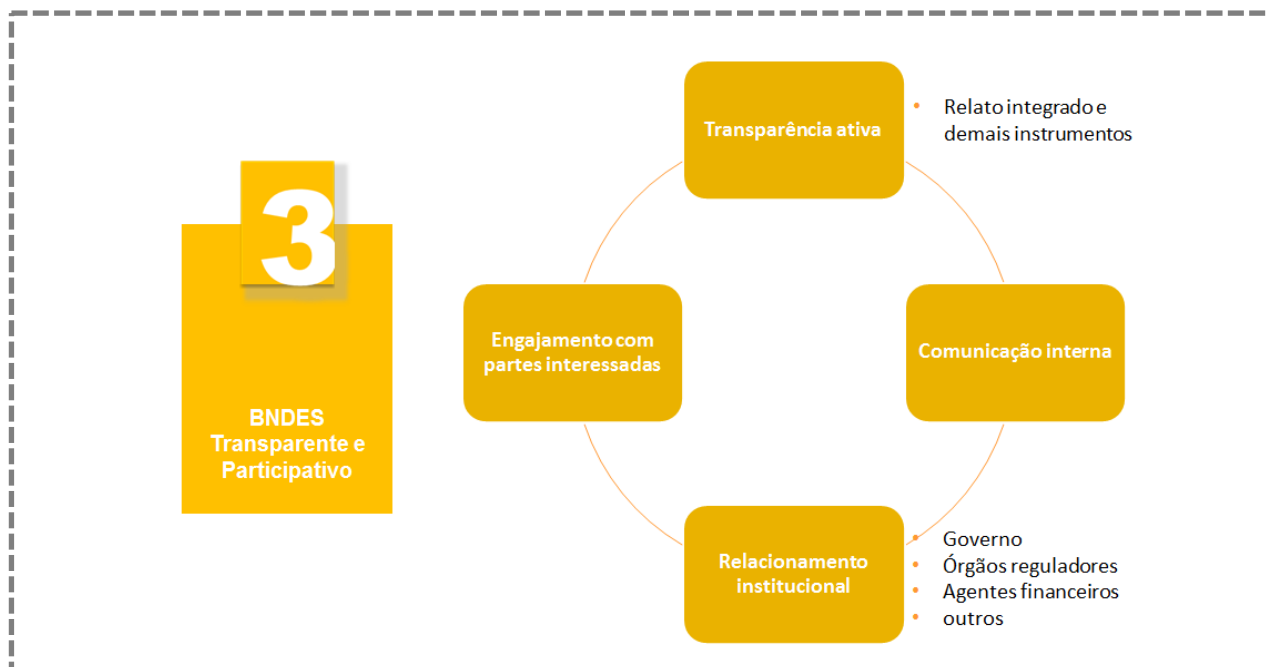 3
BNDES
Transparente e
Participativo
Transparência ativa
• Relato integrado e
demais instrumentos
Engajamento com
partes interessadas
Comunicação interna
Relacionamento
institucional
• Governo
• Órgãos reguladores
• Agentes financeiros
• outros